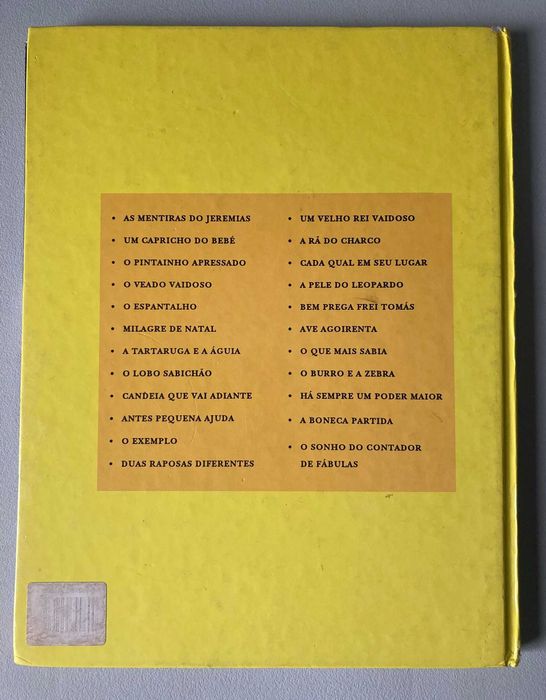 • AS MENTIRAS DO JEREMIAS
• UM CAPRICHO DO BEBÉ
• O PINTAINHO APRESSADO
• O VEADO VAIDOSO
• O ESPANTALHO
• MILAGRE DE NATAL
• A TARTARUGA E A ÁGUIA
• O LOBO SABICHÃO
• CANDEIA QUE VAI ADIANTE
• ANTES PEQUENA AJUDA
• O EXEMPLO
• DUAS RAPOSAS DIFERENTES
• UM VELHO REI VAIDOSO
• A RÃ DO CHARCO
• CADA QUAL EM SEU LUGAR
• A PELE DO LEOPARDO
• BEM PREGA FREI TOMÁS
• AVE AGOIRENTA
• O QUE MAIS SABIA
• O BURRO E A ZEBRA
• HÁ SEMPRE UM PODER MAIOR
• A BONECA PARTIDA
• O SONHO DO CONTADOR
DE FÁBULAS